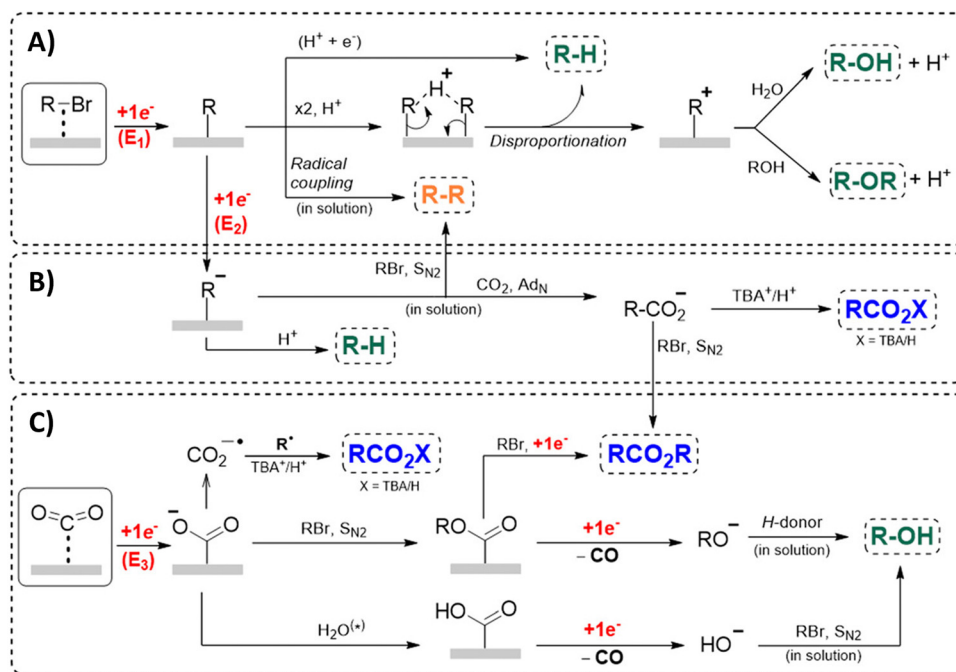 A)
R–Br
+1e⁻
(E₁)
R
(H⁺ + e⁻)
R-H
x2, H⁺
H⁺
R R
Disproportionation
R⁺
H₂O
R-OH + H⁺
ROH
R-OR + H⁺
Radical
coupling
(in solution)
R-R
+1e⁻
(E₂)
B)
R⁻
RBr, S_N2
(in solution)
CO₂, Ad_N
R-CO₂⁻
TBA⁺/H⁺
RCO₂X
X = TBA/H
H⁺
R-H
RBr, S_N2
C)
CO₂⁻•
R•
TBA⁺/H⁺
RCO₂X
X = TBA/H
RBr, +1e⁻
RCO₂R
O=C=O
+1e⁻
(E₃)
⁻O O
RBr, S_N2
RO O
+1e⁻
– CO
RO⁻
H-donor
(in solution)
R-OH
H₂O⁽*⁾
HO O
+1e⁻
– CO
HO⁻
RBr, S_N2
(in solution)